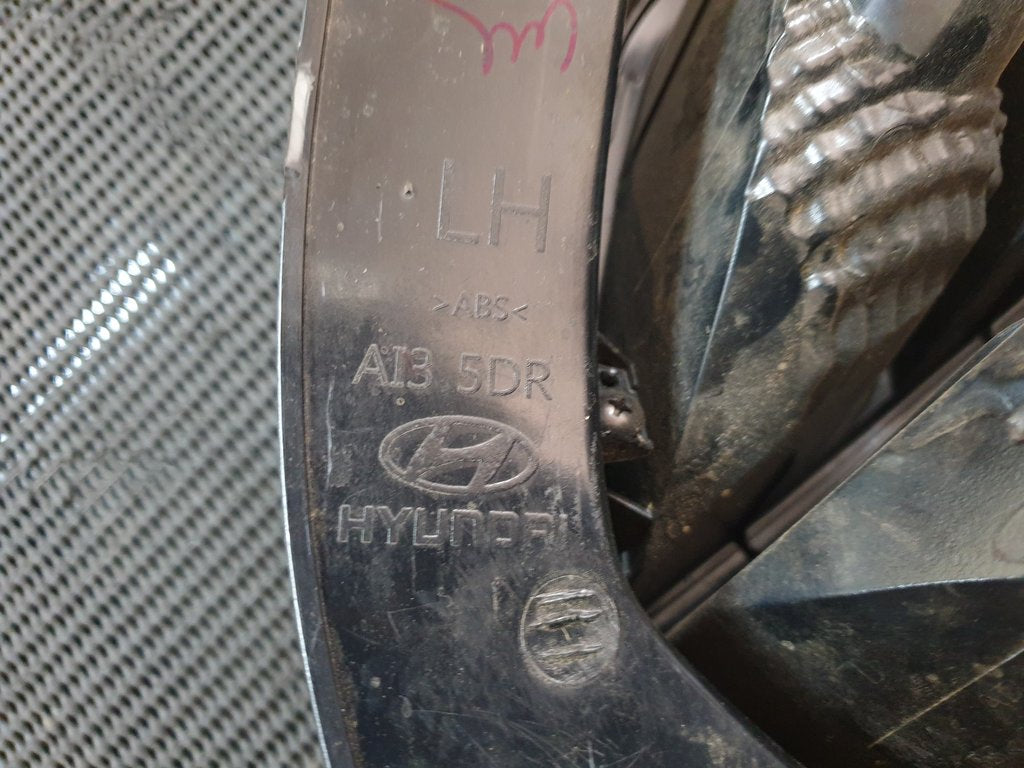 LH
>ABS<
AI3 5DR
HYUNDAI